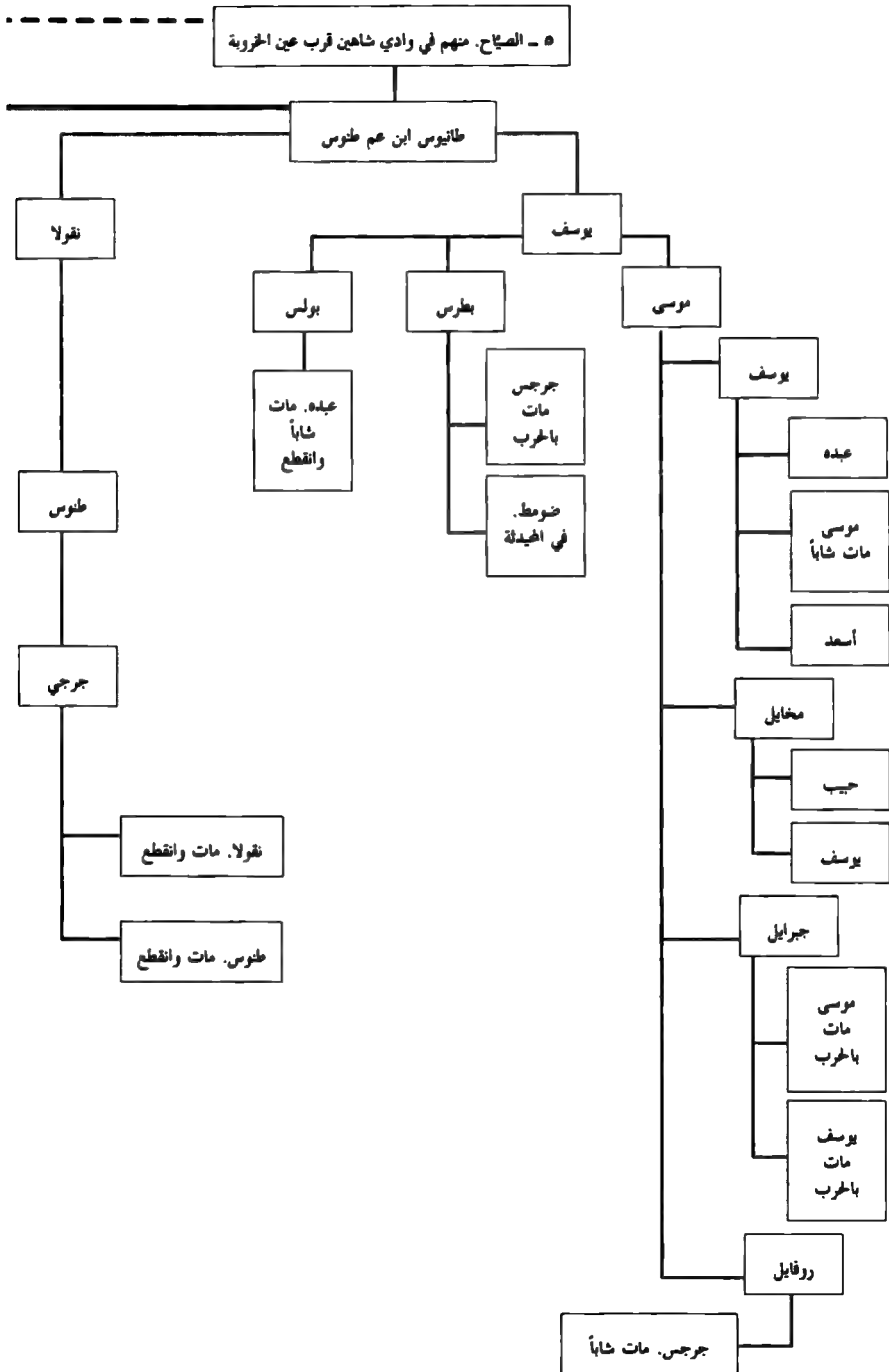 ٥ ــ الصيّاح. منهم في وادي شاهين قرب عين الخروبة
طانيوس ابن عم طنوس
يوسف
نقولا
موسى
بطرس
بولس
يوسف
عبده
موسى
مات شاباً
أسعد
مخايل
حبيب
يوسف
جبرايل
موسى
مات
بالحرب
يوسف
مات
بالحرب
روفايل
جرجس. مات شاباً
جرجس
مات
بالحرب
ضومط.
في المحيدثة
عبده. مات
شاباً
وانقطع
طنوس
جرجي
نقولا. مات وانقطع
طنوس. مات وانقطع